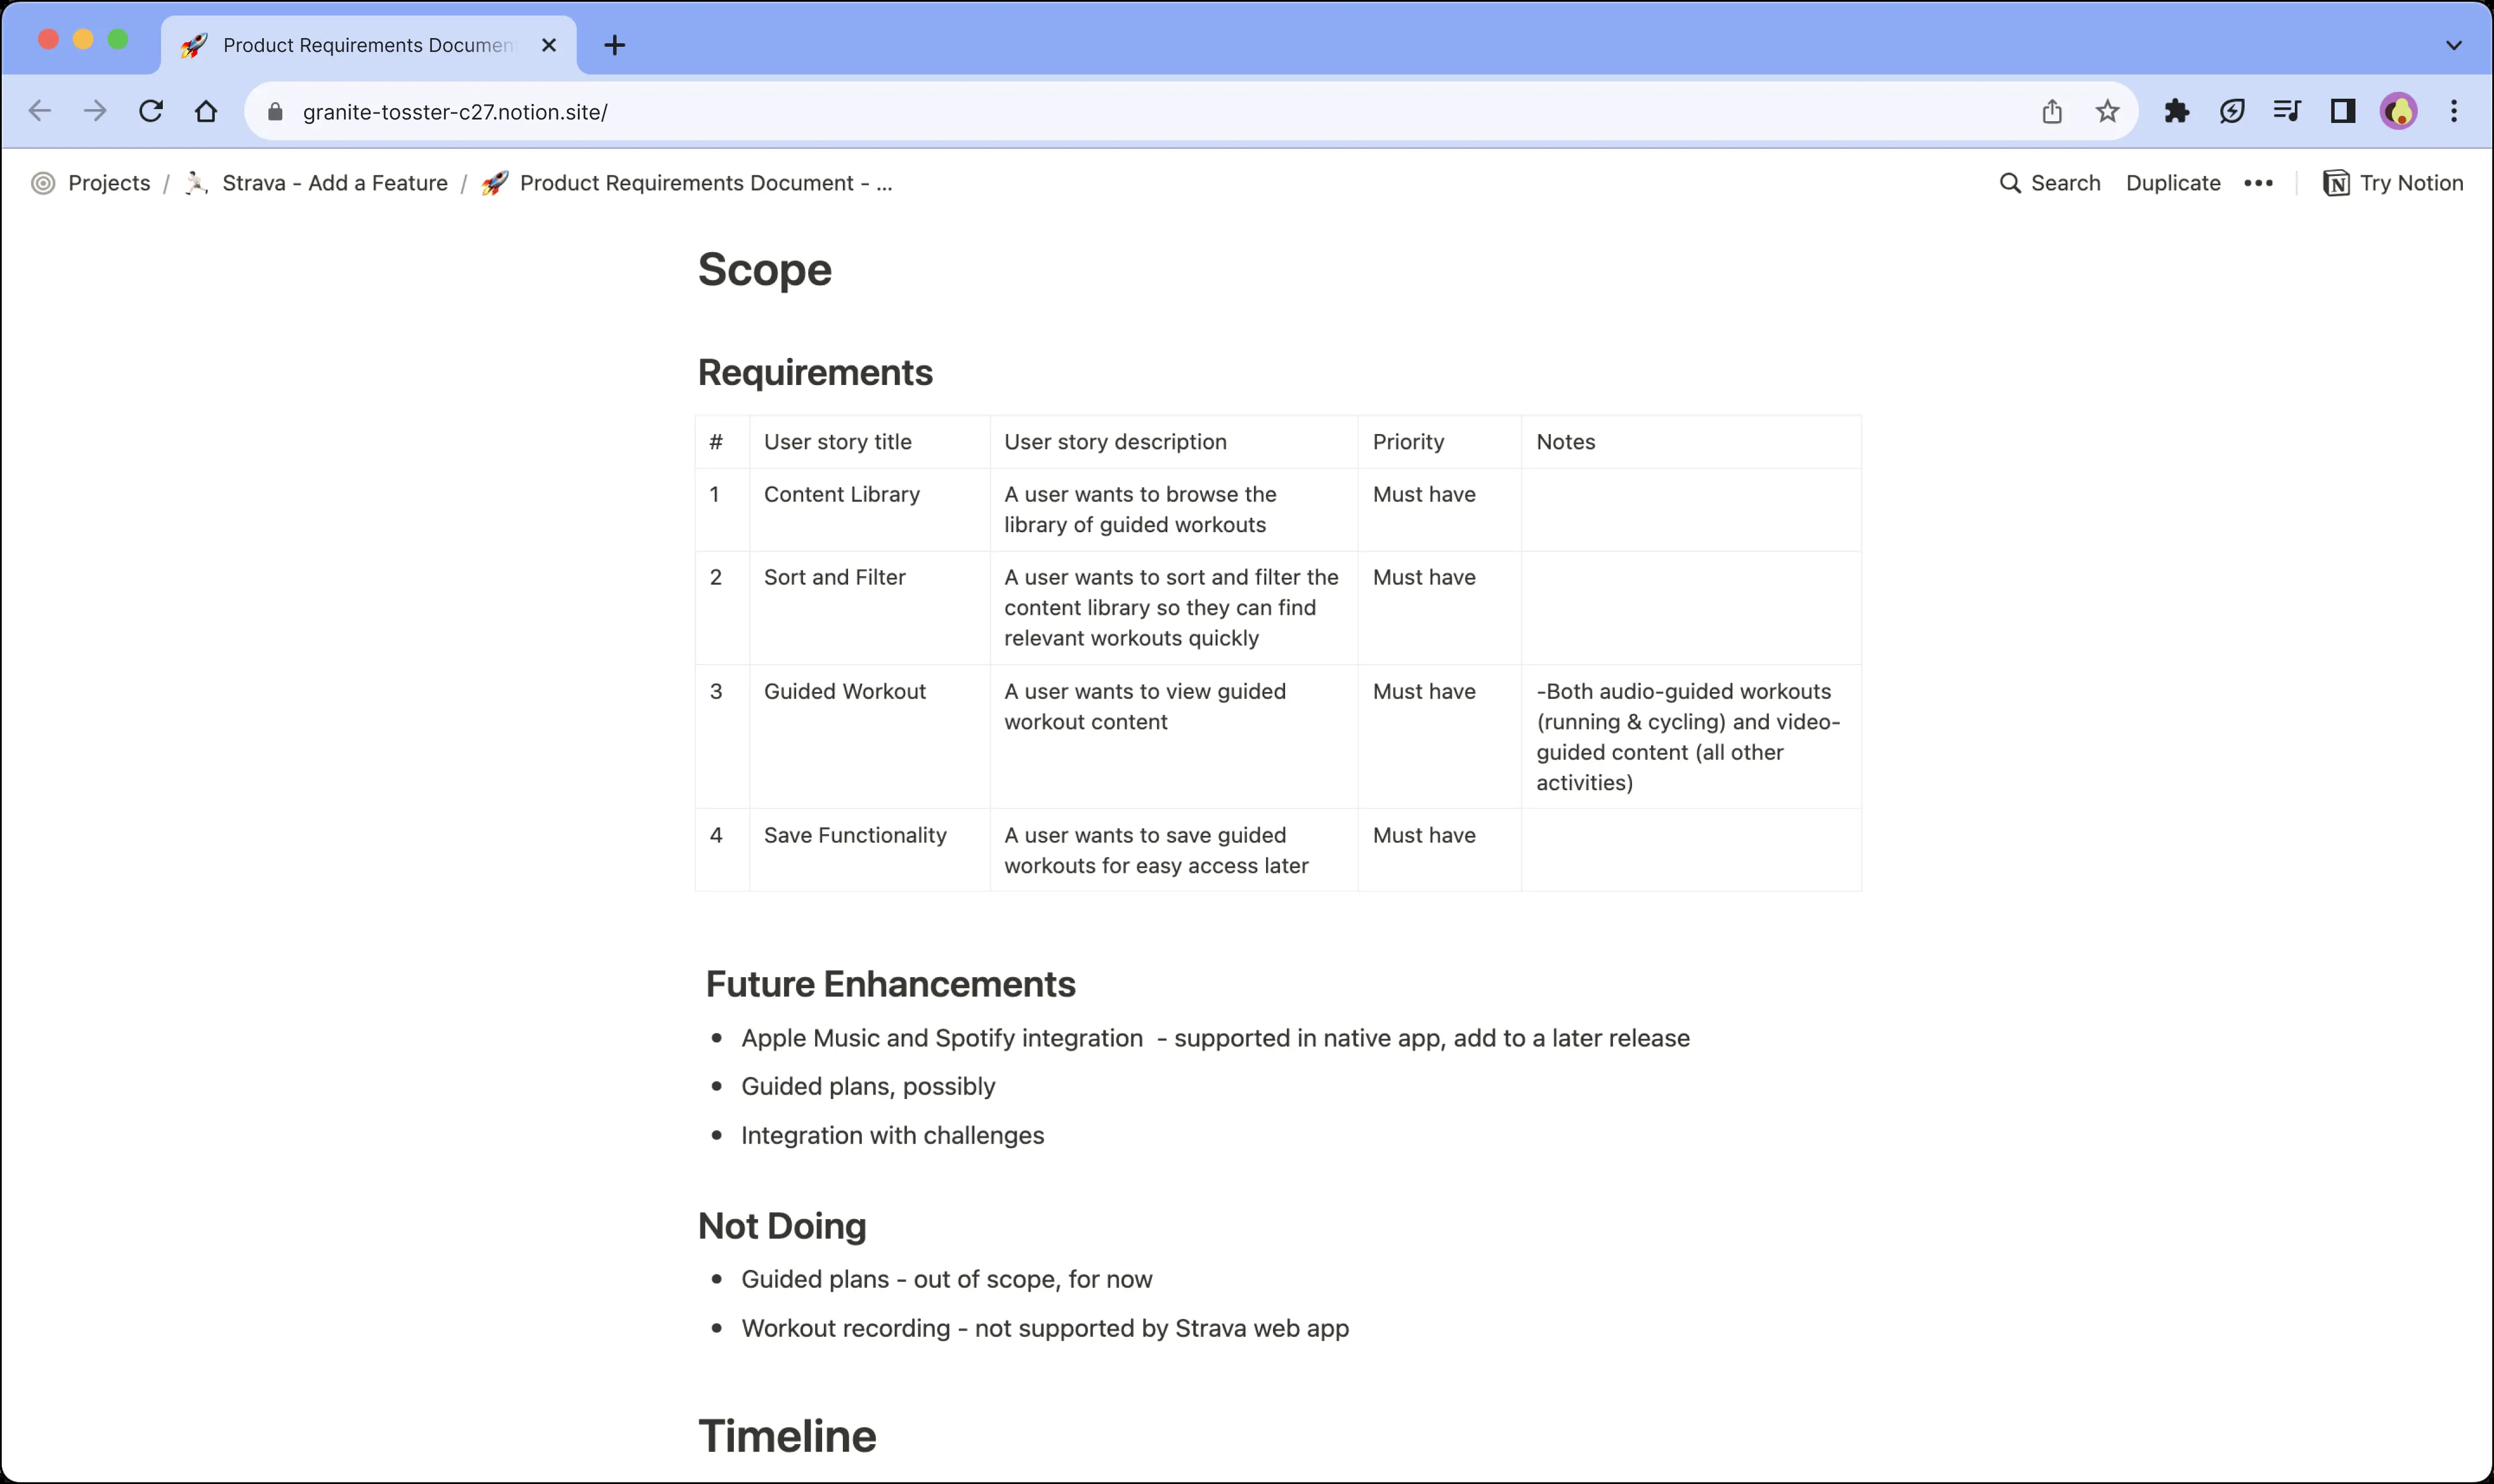 Product Requirements Documen
granite-tosster-c27.notion.site/
Projects / Strava - Add a Feature / Product Requirements Document - ...
Search Duplicate ••• Try Notion
Scope
Requirements
# User story title User story description Priority Notes
1 Content Library A user wants to browse the Must have
library of guided workouts
2 Sort and Filter A user wants to sort and filter the Must have
content library so they can find
relevant workouts quickly
3 Guided Workout A user wants to view guided Must have -Both audio-guided workouts
workout content (running & cycling) and video-
guided content (all other
activities)
4 Save Functionality A user wants to save guided Must have
workouts for easy access later
Future Enhancements
• Apple Music and Spotify integration - supported in native app, add to a later release
• Guided plans, possibly
• Integration with challenges
Not Doing
• Guided plans - out of scope, for now
• Workout recording - not supported by Strava web app
Timeline